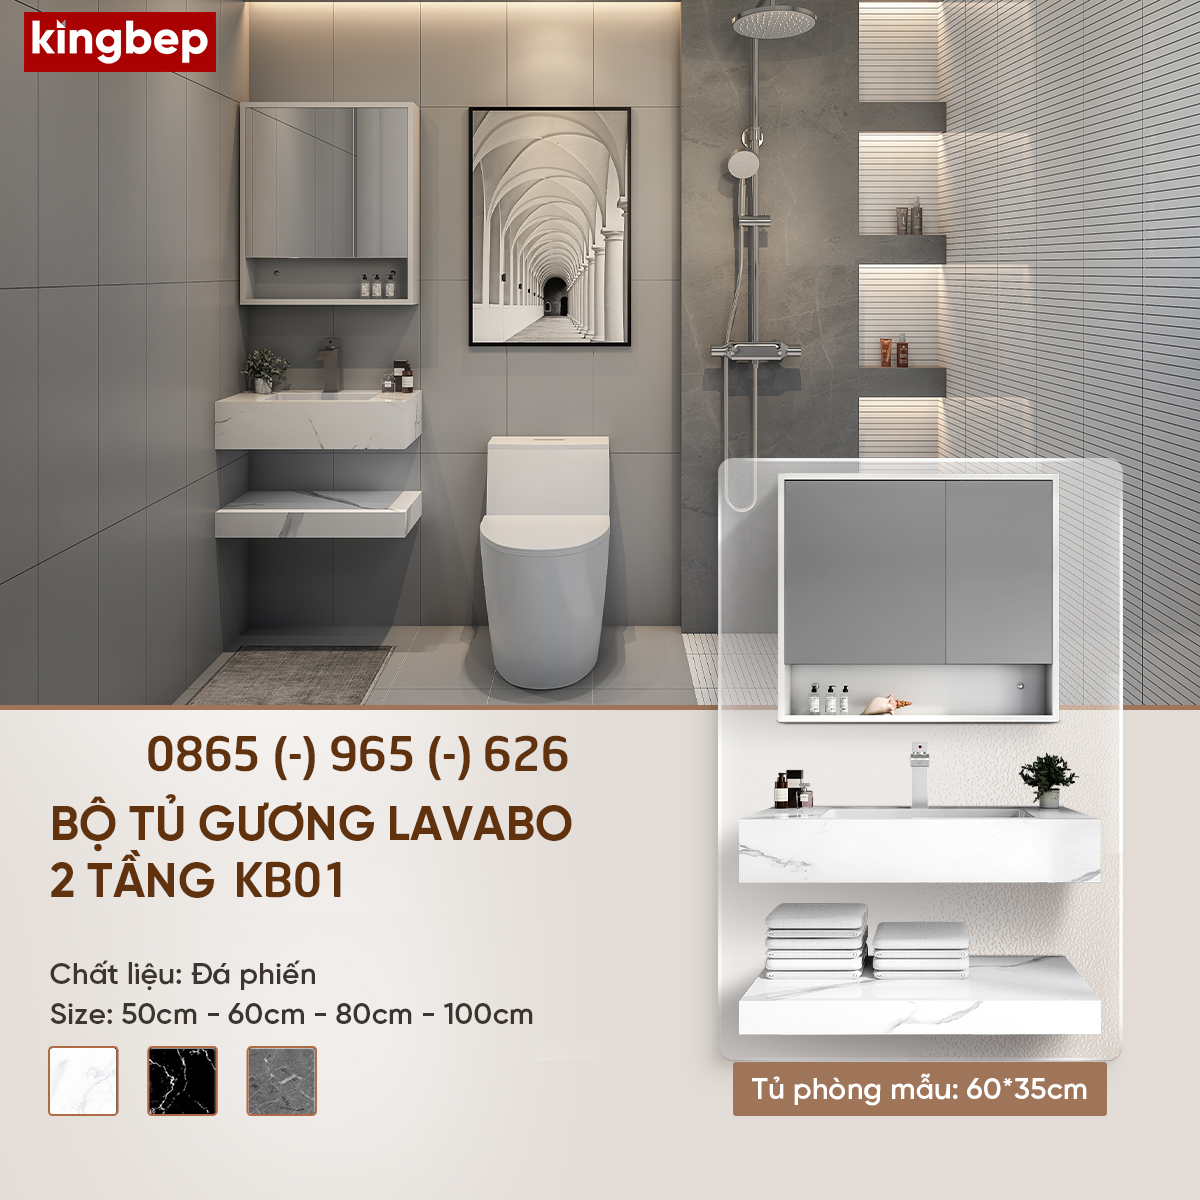 kingbep
0865 (-) 965 (-) 626
BỘ TỦ GƯƠNG LAVABO
2 TẦNG KB01
Chất liệu: Đá phiến
Size: 50cm - 60cm - 80cm - 100cm
Tủ phòng mẫu: 60*35cm